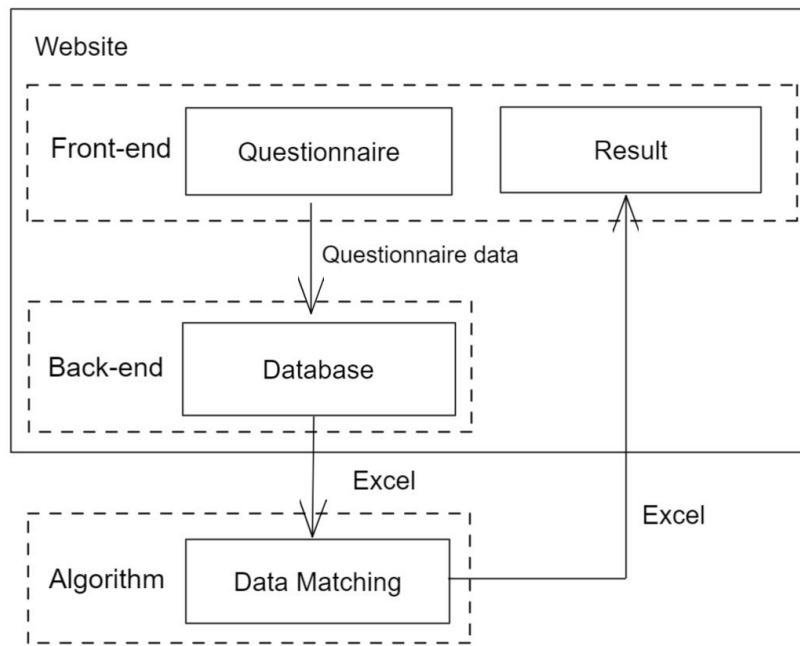 Website
Front-end
Questionnaire
Result
Questionnaire data
Back-end
Database
Excel
Excel
Algorithm
Data Matching